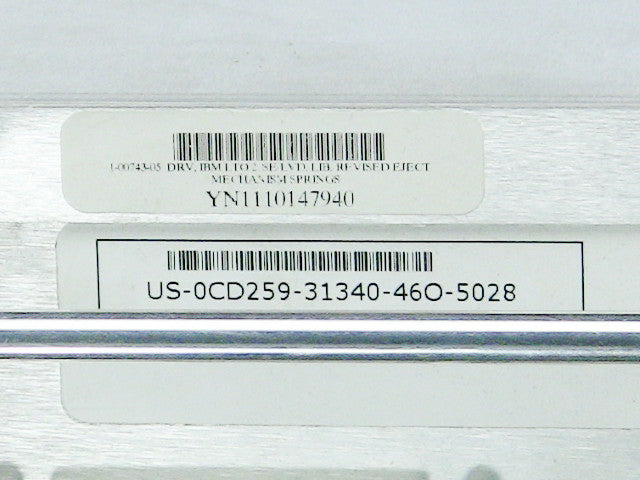 1-00743-05 DRV, IBM LTO 2 SE LVD, LIB, REVISED EJECT
MECHANISM SPRINGS
YN1110147940
US-0CD259-31340-46O-5028